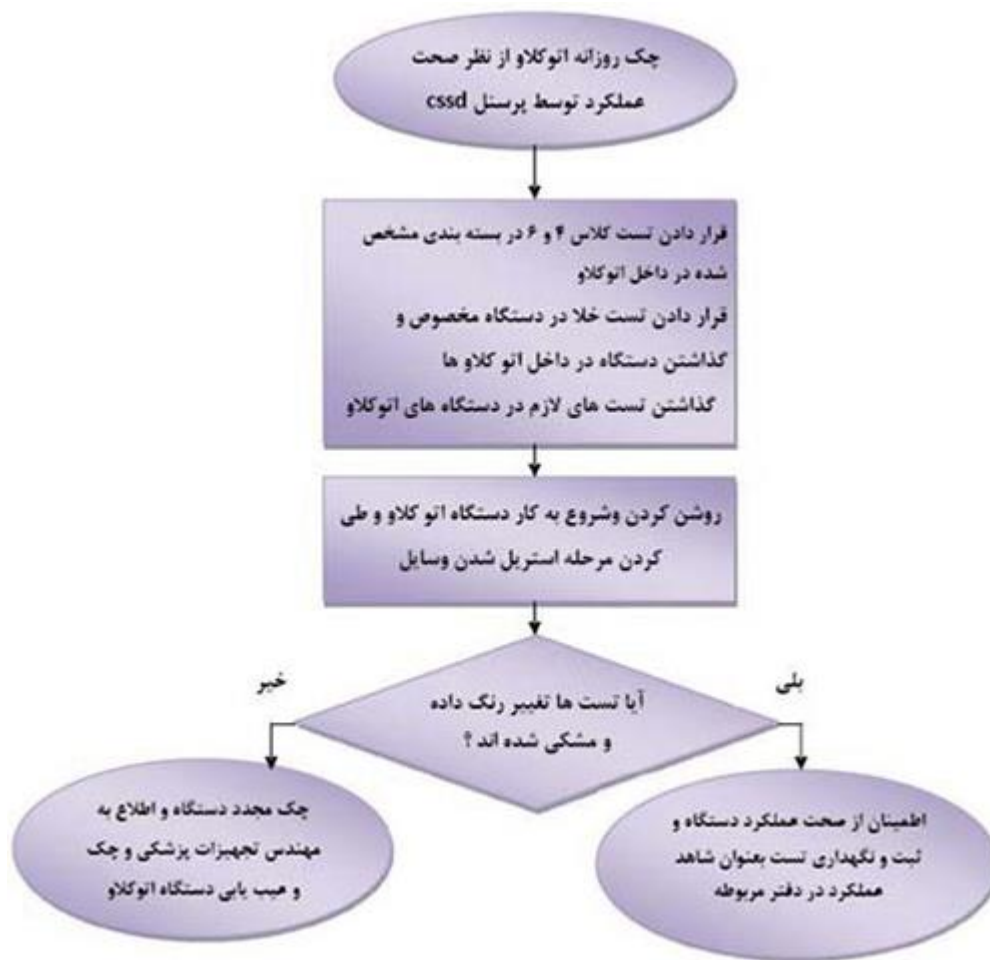 چک روزانه اتوکلاو از نظر صحت
عملکرد توسط پرسنل cssd
قرار دادن تست کلاس ۴ و ۶ در بسته بندی مشخص
شده در داخل اتوکلاو
قرار دادن تست خلا در دستگاه مخصوص و
گذاشتن دستگاه در داخل اتو کلاو ها
گذاشتن تست های لازم در دستگاه های اتوکلاو
روشن کردن وشروع به کار دستگاه اتو کلاو و طی
کردن مرحله استریل شدن وسایل
آیا تست ها تغییر رنگ داده
و مشکی شده اند ؟
بلی
خیر
اطمینان از صحت عملکرد دستگاه و
ثبت و نگهداری تست بعنوان شاهد
عملکرد در دفتر مربوطه
چک مجدد دستگاه و اطلاع به
مهندس تجهیزات پزشکی و چک
و عیب یابی دستگاه اتوکلاو